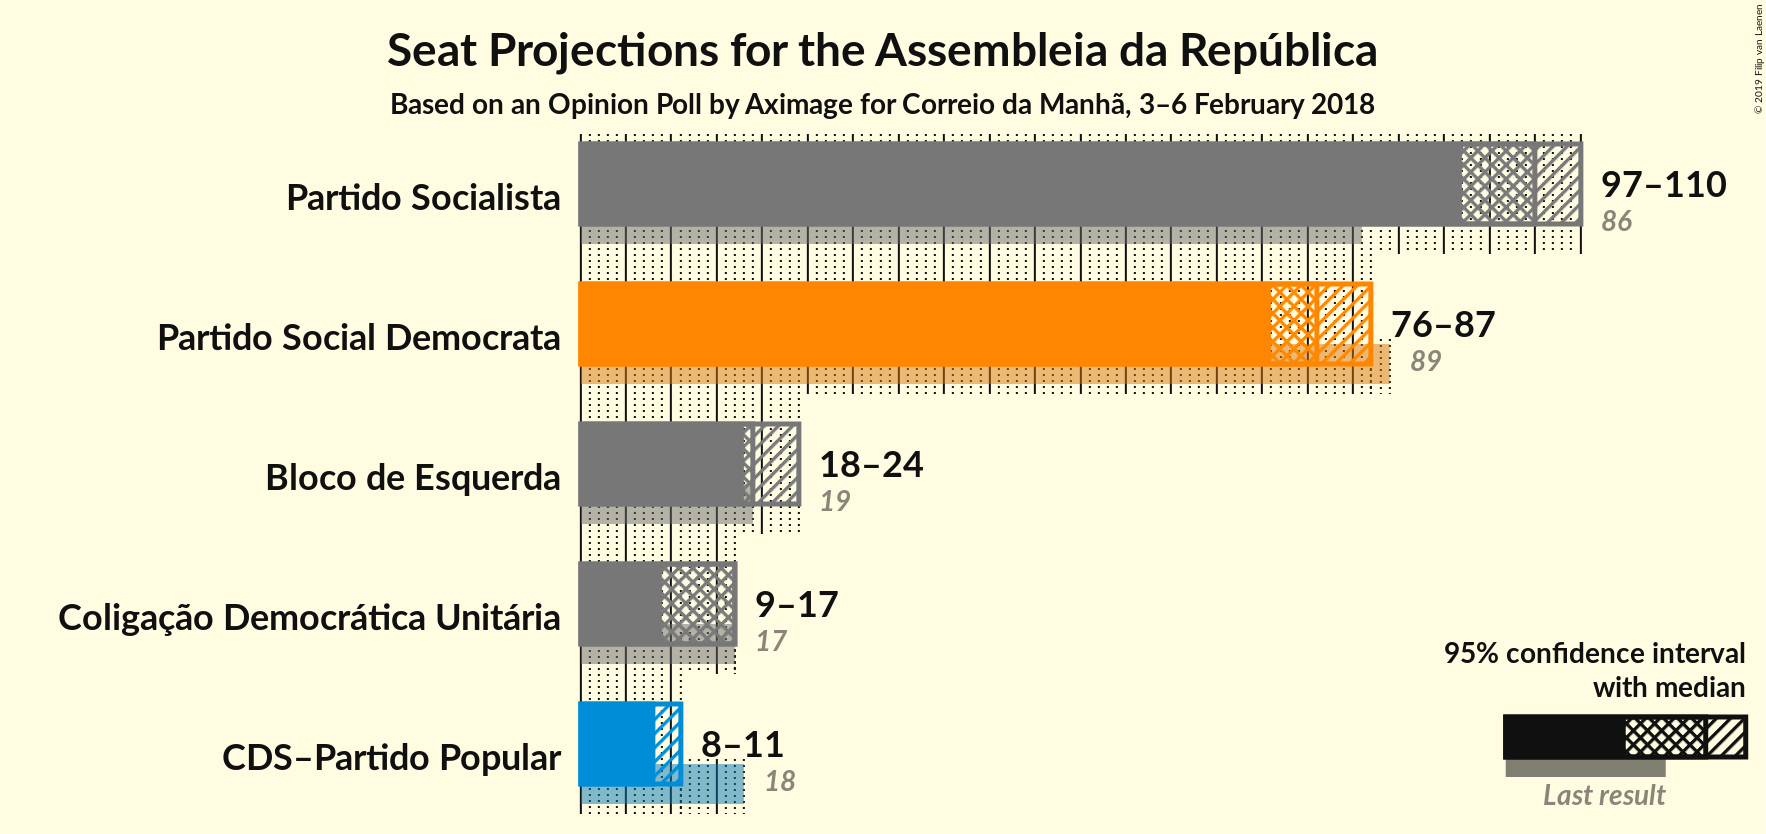 Seat Projections for the Assembleia da República
Based on an Opinion Poll by Aximage for Correio da Manhã, 3–6 February 2018
© 2019 Filip van Laenen
Partido Socialista
97–110
86
Partido Social Democrata
76–87
89
Bloco de Esquerda
18–24
19
Coligação Democrática Unitária
9–17
17
CDS–Partido Popular
8–11
18
95% confidence interval
with median
Last result